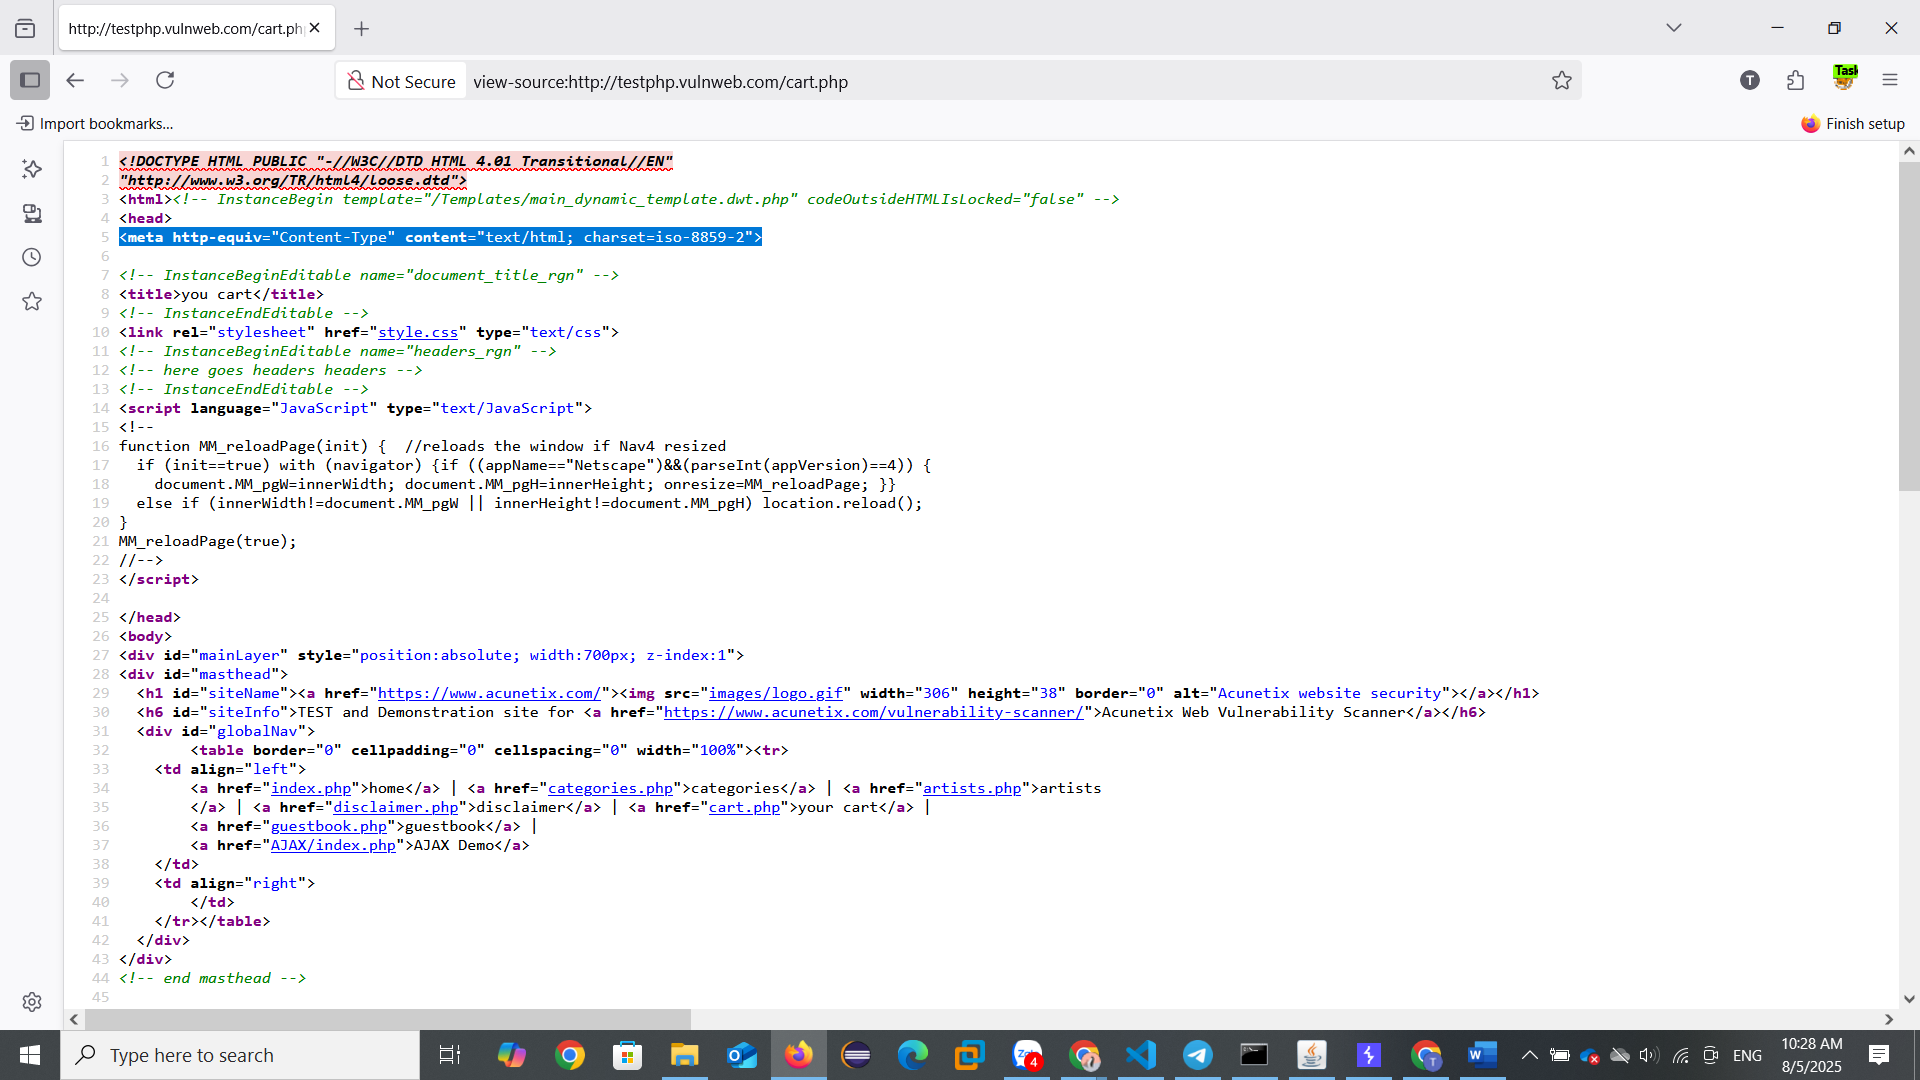 http://testphp.vulnweb.com/cart.ph
Not Secure
view-source:http://testphp.vulnweb.com/cart.php
T
Task
Import bookmarks...
Finish setup
1 <!DOCTYPE HTML PUBLIC "-//W3C//DTD HTML 4.01 Transitional//EN"
2 "http://www.w3.org/TR/html4/loose.dtd">
3 <html><!-- InstanceBegin template="/Templates/main_dynamic_template.dwt.php" codeOutsideHTMLIsLocked="false" -->
4 <head>
5 <meta http-equiv="Content-Type" content="text/html; charset=iso-8859-2">
6
7 <!-- InstanceBeginEditable name="document_title_rgn" -->
8 <title>you cart</title>
9 <!-- InstanceEndEditable -->
10 <link rel="stylesheet" href="style.css" type="text/css">
11 <!-- InstanceBeginEditable name="headers_rgn" -->
12 <!-- here goes headers headers -->
13 <!-- InstanceEndEditable -->
14 <script language="JavaScript" type="text/JavaScript">
15 <!--
16 function MM_reloadPage(init) {  //reloads the window if Nav4 resized
17   if (init==true) with (navigator) {if ((appName=="Netscape")&&(parseInt(appVersion)==4)) {
18     document.MM_pgW=innerWidth; document.MM_pgH=innerHeight; onresize=MM_reloadPage; }}
19   else if (innerWidth!=document.MM_pgW || innerHeight!=document.MM_pgH) location.reload();
20 }
21 MM_reloadPage(true);
22 //-->
23 </script>
24
25 </head>
26 <body>
27 <div id="mainLayer" style="position:absolute; width:700px; z-index:1">
28 <div id="masthead">
29   <h1 id="siteName"><a href="https://www.acunetix.com/"><img src="images/logo.gif" width="306" height="38" border="0" alt="Acunetix website security"></a></h1>
30   <h6 id="siteInfo">TEST and Demonstration site for <a href="https://www.acunetix.com/vulnerability-scanner/">Acunetix Web Vulnerability Scanner</a></h6>
31   <div id="globalNav">
32         <table border="0" cellpadding="0" cellspacing="0" width="100%"><tr>
33     <td align="left">
34         <a href="index.php">home</a> | <a href="categories.php">categories</a> | <a href="artists.php">artists
35         </a> | <a href="disclaimer.php">disclaimer</a> | <a href="cart.php">your cart</a> |
36         <a href="guestbook.php">guestbook</a> |
37         <a href="AJAX/index.php">AJAX Demo</a>
38     </td>
39     <td align="right">
40         </td>
41     </tr></table>
42   </div>
43 </div>
44 <!-- end masthead -->
45
Type here to search
4
T
ENG
10:28 AM
8/5/2025